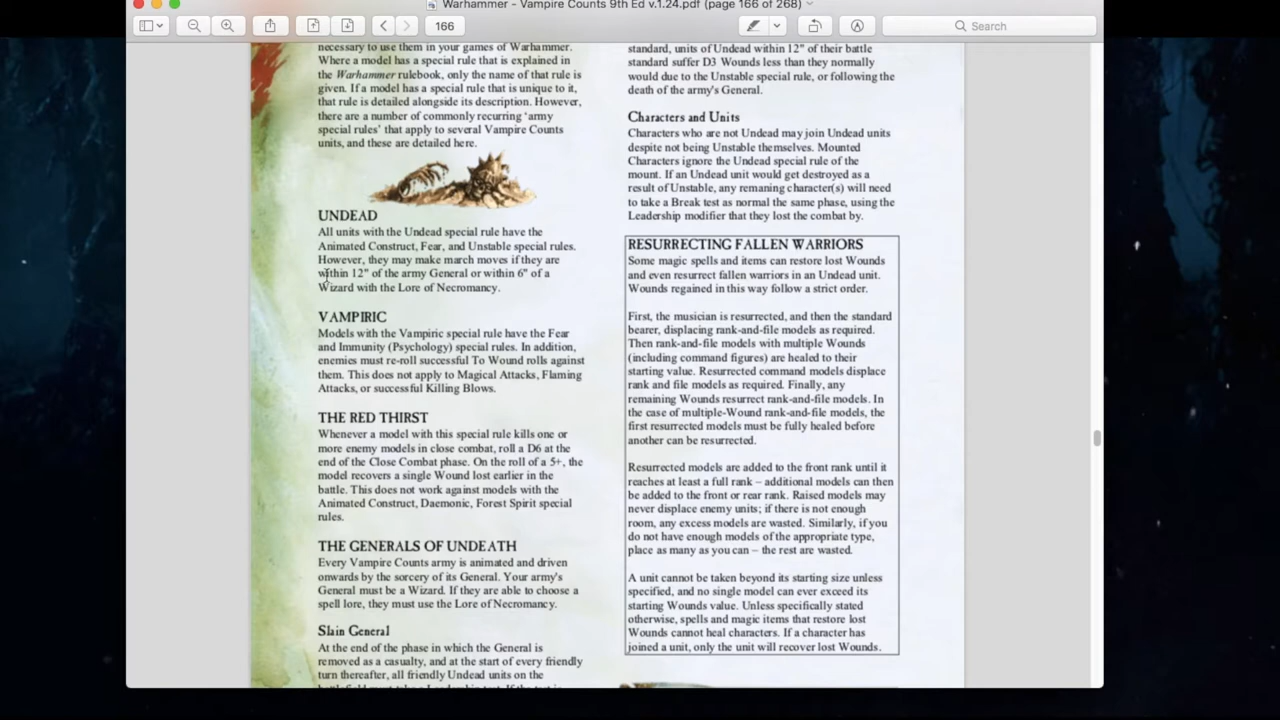 Warhammer - Vampire Counts 9th Ed v.1.24.pdf (page 166 of 268)
166
Search
necessary to use them in your games of Warhammer.
Where a model has a special rule that is explained in
the Warhammer rulebook, only the name of that rule is
given. If a model has a special rule that is unique to it,
that rule is detailed alongside its description. However,
there are a number of commonly recurring ‘army
special rules’ that apply to several Vampire Counts
units, and these are detailed here.
UNDEAD
All units with the Undead special rule have the
Animated Construct, Fear, and Unstable special rules.
However, they may make march moves if they are
within 12" of the army General or within 6" of a
Wizard with the Lore of Necromancy.
VAMPIRIC
Models with the Vampiric special rule have the Fear
and Immunity (Psychology) special rules. In addition,
enemies must re-roll successful To Wound rolls against
them. This does not apply to Magical Attacks, Flaming
Attacks, or successful Killing Blows.
THE RED THIRST
Whenever a model with this special rule kills one or
more enemy models in close combat, roll a D6 at the
end of the Close Combat phase. On the roll of a 5+, the
model recovers a single Wound lost earlier in the
battle. This does not work against models with the
Animated Construct, Daemonic, Forest Spirit special
rules.
THE GENERALS OF UNDEATH
Every Vampire Counts army is animated and driven
onwards by the sorcery of its General. Your army's
General must be a Wizard. If they are able to choose a
spell lore, they must use the Lore of Necromancy.
Slain General
At the end of the phase in which the General is
removed as a casualty, and at the start of every friendly
turn thereafter, all friendly Undead units on the
standard, units of Undead within 12" of their battle
standard suffer D3 Wounds less than they normally
would due to the Unstable special rule, or following the
death of the army's General.
Characters and Units
Characters who are not Undead may join Undead units
despite not being Unstable themselves. Mounted
Characters ignore the Undead special rule of the
mount. If an Undead unit would get destroyed as a
result of Unstable, any remaning character(s) will need
to take a Break test as normal the same phase, using the
Leadership modifier that they lost the combat by.
RESURRECTING FALLEN WARRIORS
Some magic spells and items can restore lost Wounds
and even resurrect fallen warriors in an Undead unit.
Wounds regained in this way follow a strict order.
First, the musician is resurrected, and then the standard
bearer, displacing rank-and-file models as required.
Then rank-and-file models with multiple Wounds
(including command figures) are healed to their
starting value. Resurrected command models displace
rank and file models as required. Finally, any
remaining Wounds resurrect rank-and-file models. In
the case of multiple-Wound rank-and-file models, the
first resurrected models must be fully healed before
another can be resurrected.
Resurrected models are added to the front rank until it
reaches at least a full rank – additional models can then
be added to the front or rear rank. Raised models may
never displace enemy units; if there is not enough
room, any excess models are wasted. Similarly, if you
do not have enough models of the appropriate type,
place as many as you can – the rest are wasted.
A unit cannot be taken beyond its starting size unless
specified, and no single model can ever exceed its
starting Wounds value. Unless specifically stated
otherwise, spells and magic items that restore lost
Wounds cannot heal characters. If a character has
joined a unit, only the unit will recover lost Wounds.